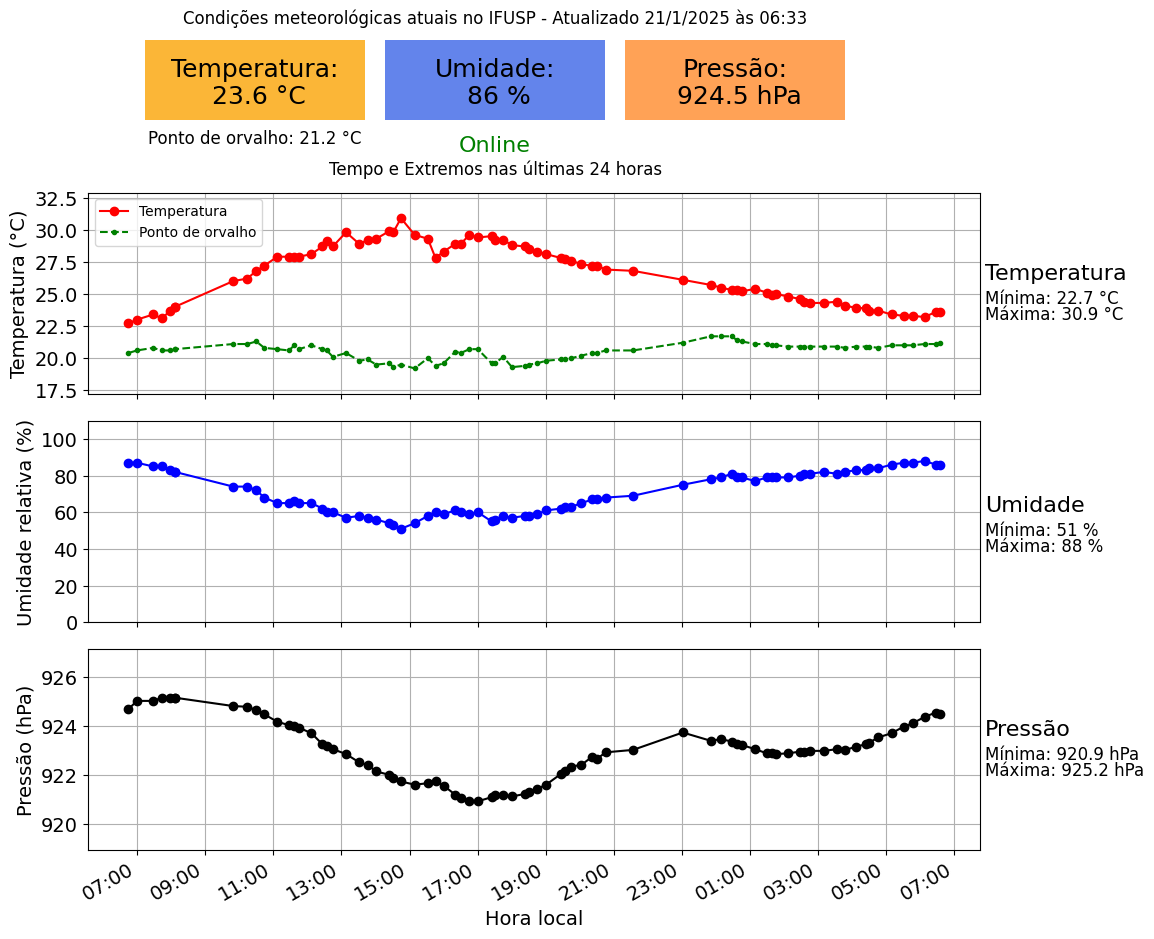 Condições meteorológicas atuais no IFUSP - Atualizado 21/1/2025 às 06:33
Temperatura:
23.6 °C
Umidade:
86 %
Pressão:
924.5 hPa
Ponto de orvalho: 21.2 °C
Online
Tempo e Extremos nas últimas 24 horas
Temperatura (°C)
32.5
30.0
27.5
25.0
22.5
20.0
17.5
Temperatura
Ponto de orvalho
Temperatura
Mínima: 22.7 °C
Máxima: 30.9 °C
Umidade relativa (%)
100
80
60
40
20
0
Umidade
Mínima: 51 %
Máxima: 88 %
Pressão (hPa)
926
924
922
920
Pressão
Mínima: 920.9 hPa
Máxima: 925.2 hPa
07:00 09:00 11:00 13:00 15:00 17:00 19:00 21:00 23:00 01:00 03:00 05:00 07:00
Hora local